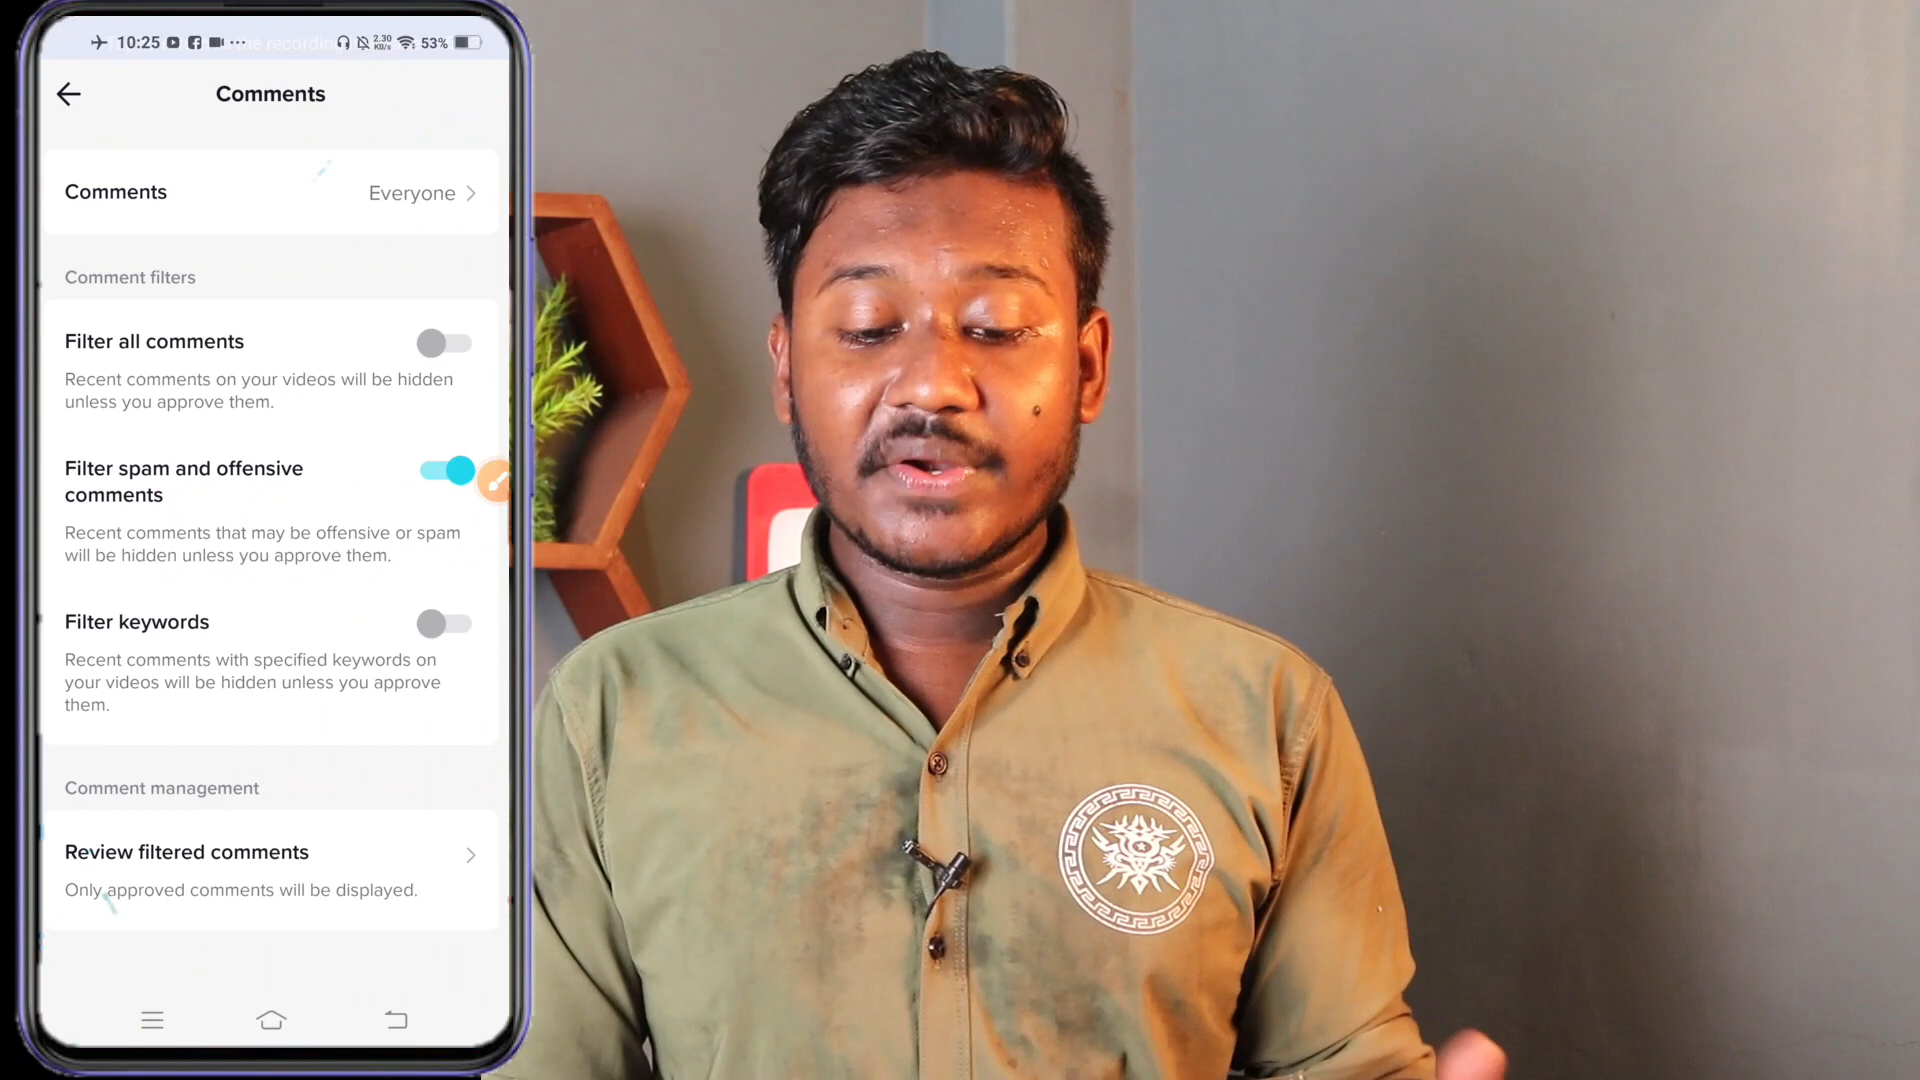 10:25 2.30 KB/s 53%
Comments
Comments Everyone
Comment filters
Filter all comments
Recent comments on your videos will be hidden
unless you approve them.
Filter spam and offensive
comments
Recent comments that may be offensive or spam
will be hidden unless you approve them.
Filter keywords
Recent comments with specified keywords on
your videos will be hidden unless you approve
them.
Comment management
Review filtered comments
Only approved comments will be displayed.